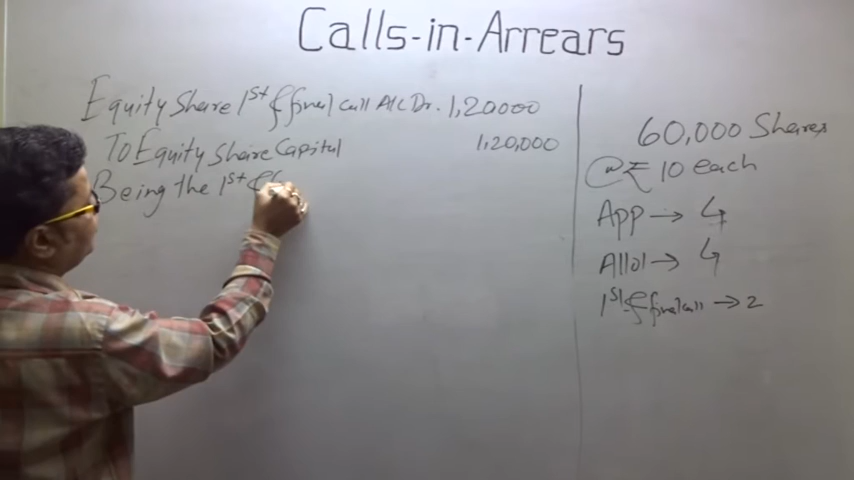 Calls-in-Arrears
Equity Share 1st & final call A/C Dr. 1,20000
To Equity Share Capital 1,20,000
Being the 1st &
60,000 Shares
@ ₹ 10 each
App → 4
Allot → 4
1st & final call → 2